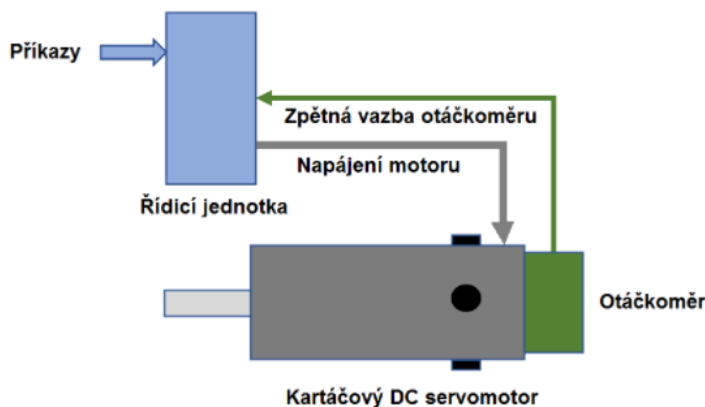 Příkazy
Zpětná vazba otáčkoměru
Napájení motoru
Řídicí jednotka
Otáčkoměr
Kartáčový DC servomotor